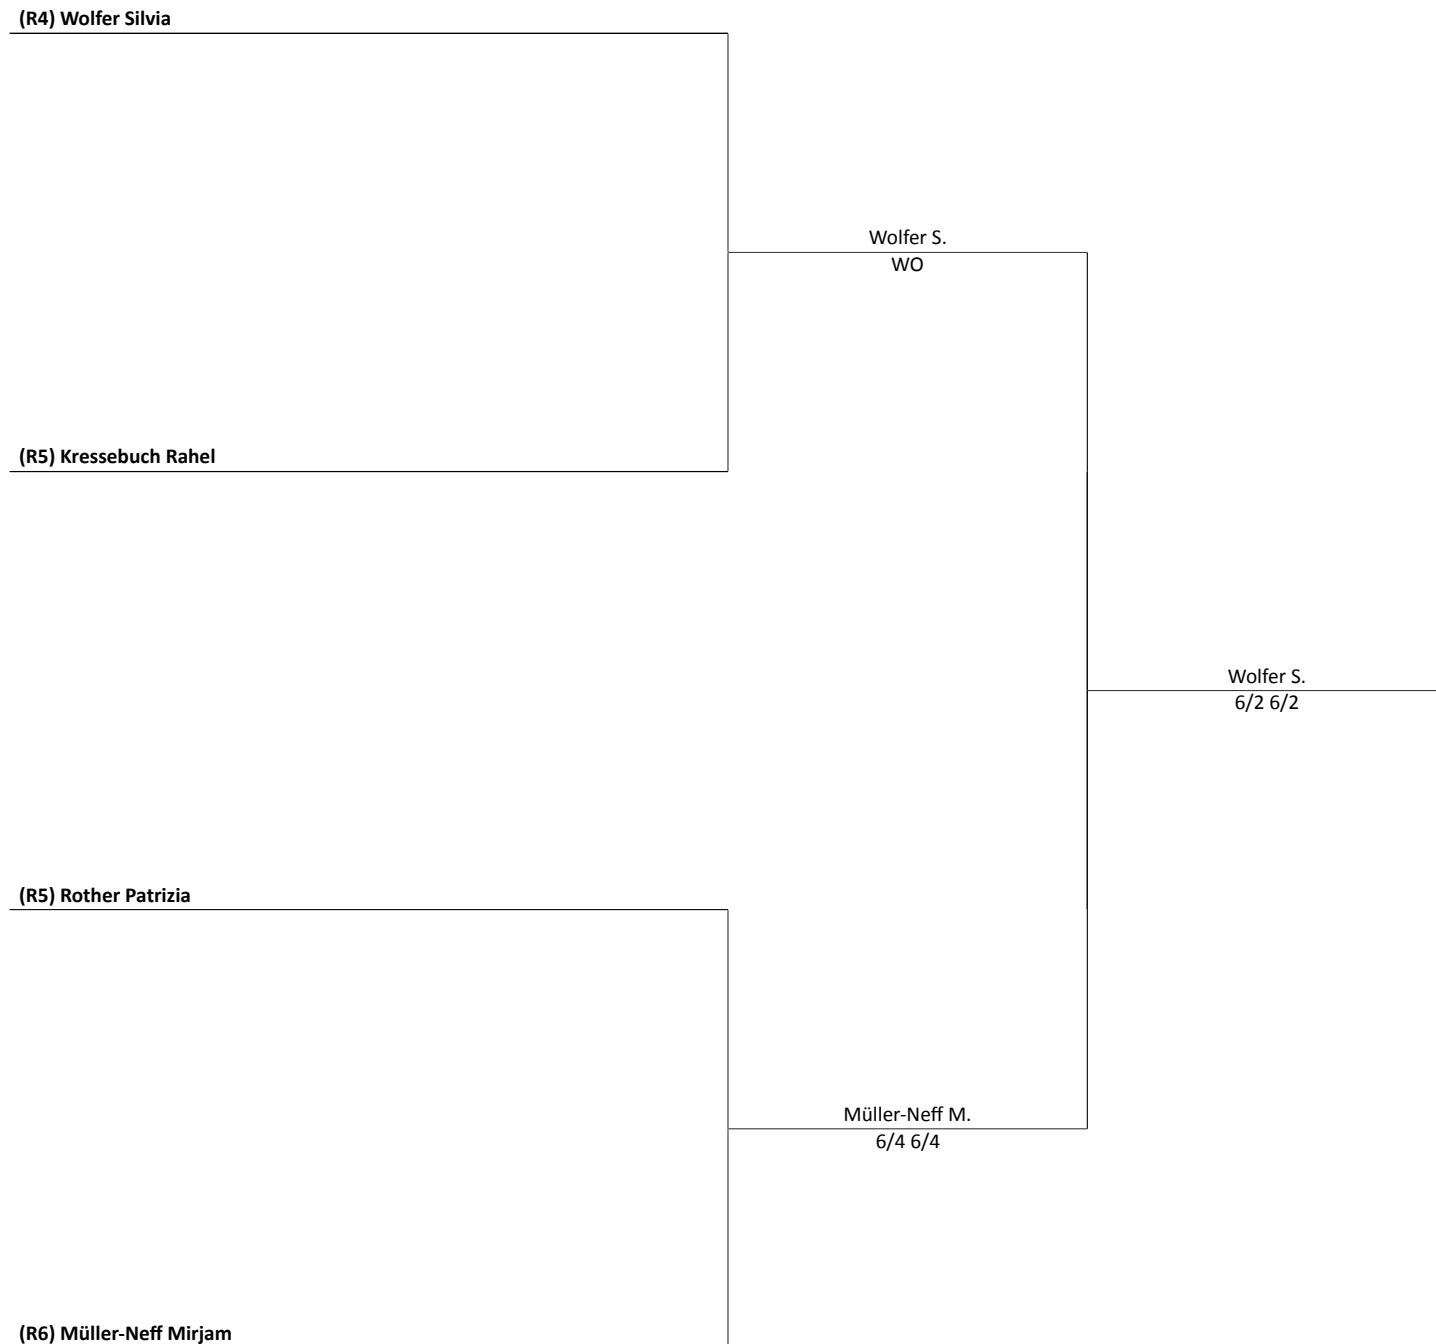 (R4) Wolfer Silvia
Wolfer S.
WO
(R5) Kressebuch Rahel
Wolfer S.
6/2 6/2
(R5) Rother Patrizia
Müller-Neff M.
6/4 6/4
(R6) Müller-Neff Mirjam